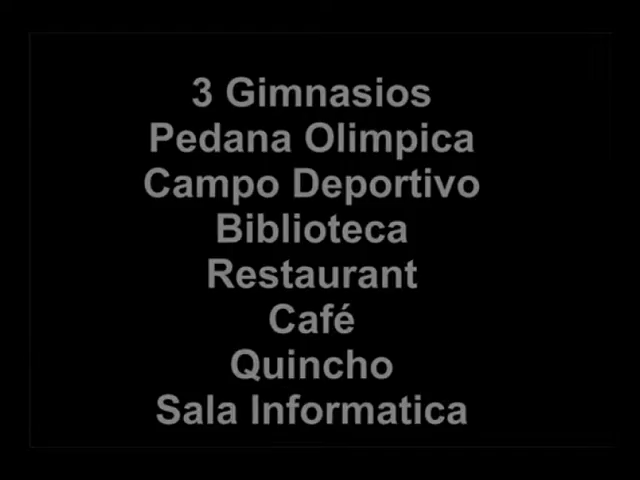 3 Gimnasios
Pedana Olimpica
Campo Deportivo
Biblioteca
Restaurant
Café
Quincho
Sala Informatica